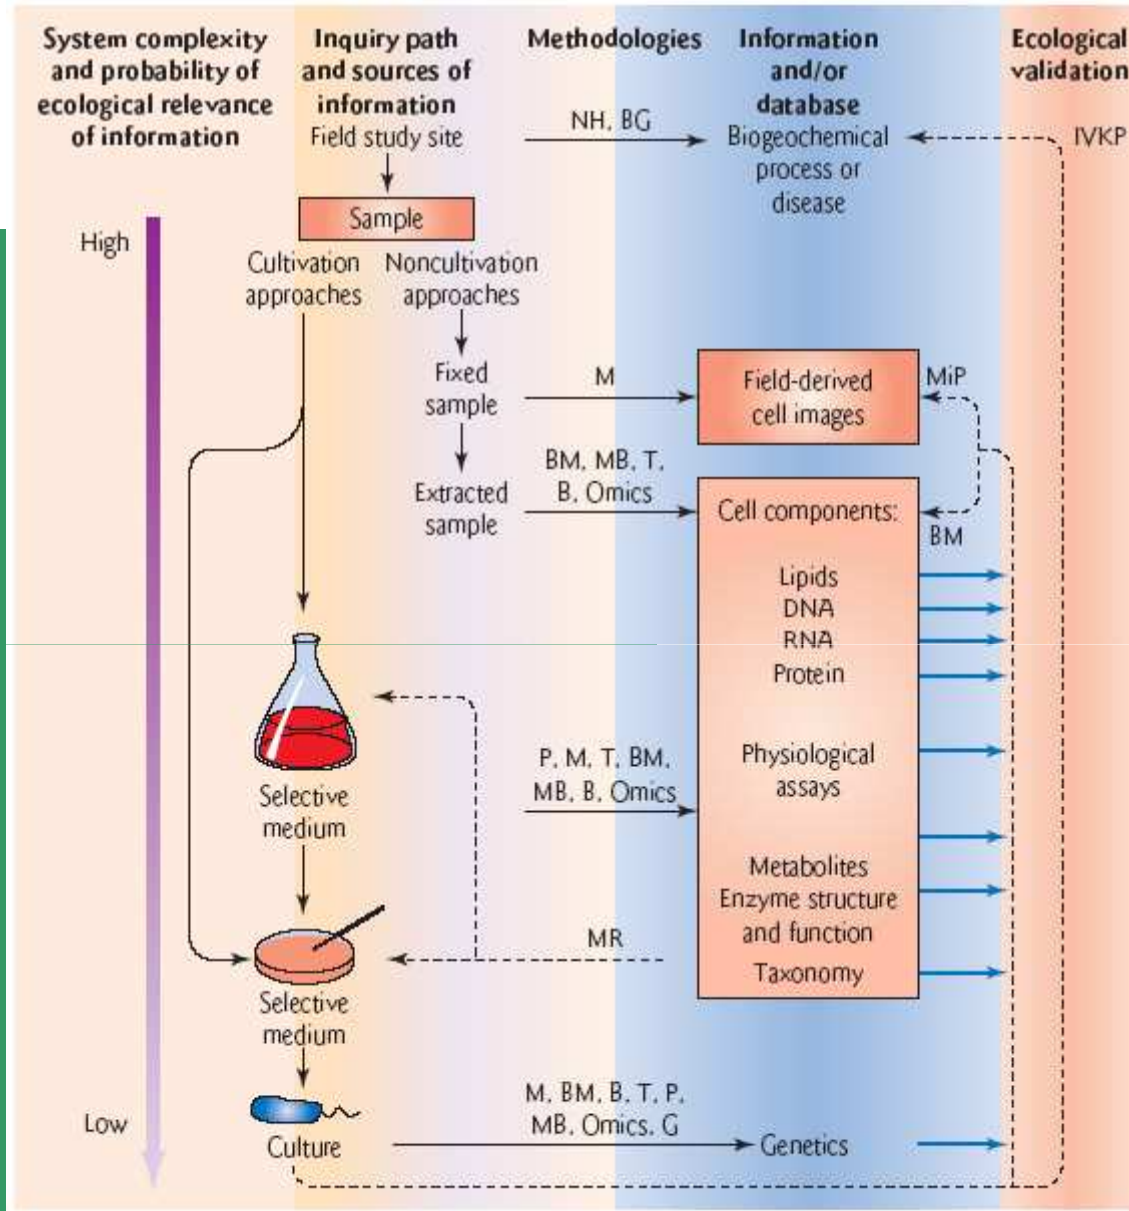 System complexity
and probability of
ecological relevance
of information
Inquiry path
and sources of
information
Methodologies
Information
and/or
database
Ecological
validation
Field study site
NH, BG
Biogeochemical
process or
disease
IVKP
High
Sample
Cultivation
approaches
Noncultivation
approaches
Fixed
sample
M
Field-derived
cell images
MiP
Extracted
sample
BM, MB, T,
B, Omics
Cell components:
BM
Lipids
DNA
RNA
Protein
Selective
medium
P, M, T, BM,
MB, B, Omics
Physiological
assays
Metabolites
Enzyme structure
and function
Taxonomy
MR
Selective
medium
Low
Culture
M, BM, B, T, P,
MB, Omics, G
Genetics